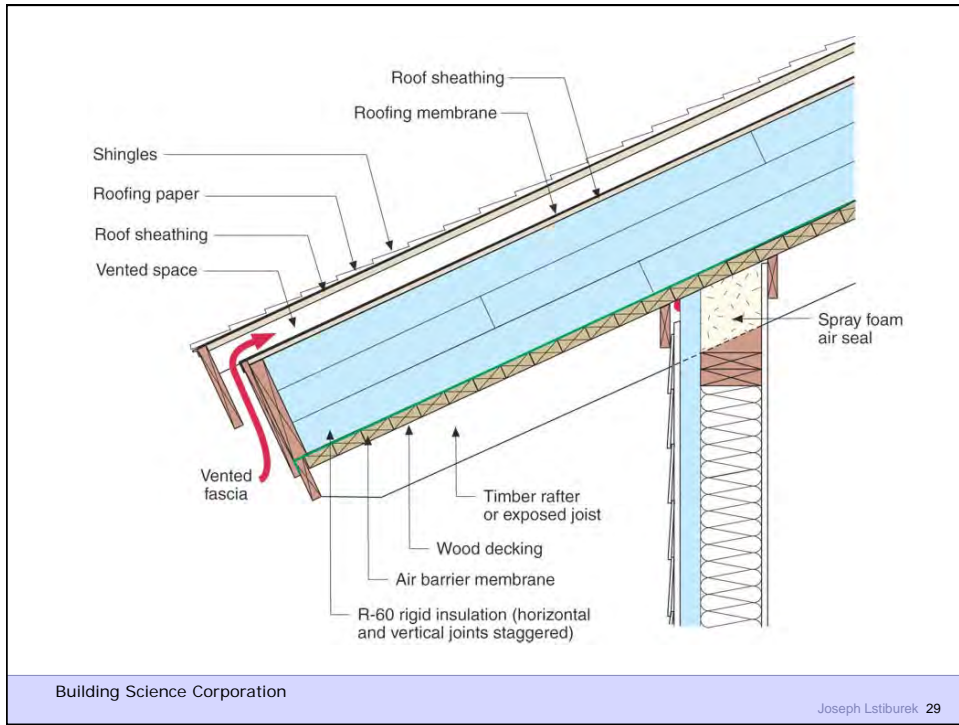 Roof sheathing
Roofing membrane
Shingles
Roofing paper
Roof sheathing
Vented space
Spray foam
air seal
Vented
fascia
Timber rafter
or exposed joist
Wood decking
Air barrier membrane
R-60 rigid insulation (horizontal
and vertical joints staggered)
Building Science Corporation
Joseph Lstiburek 29